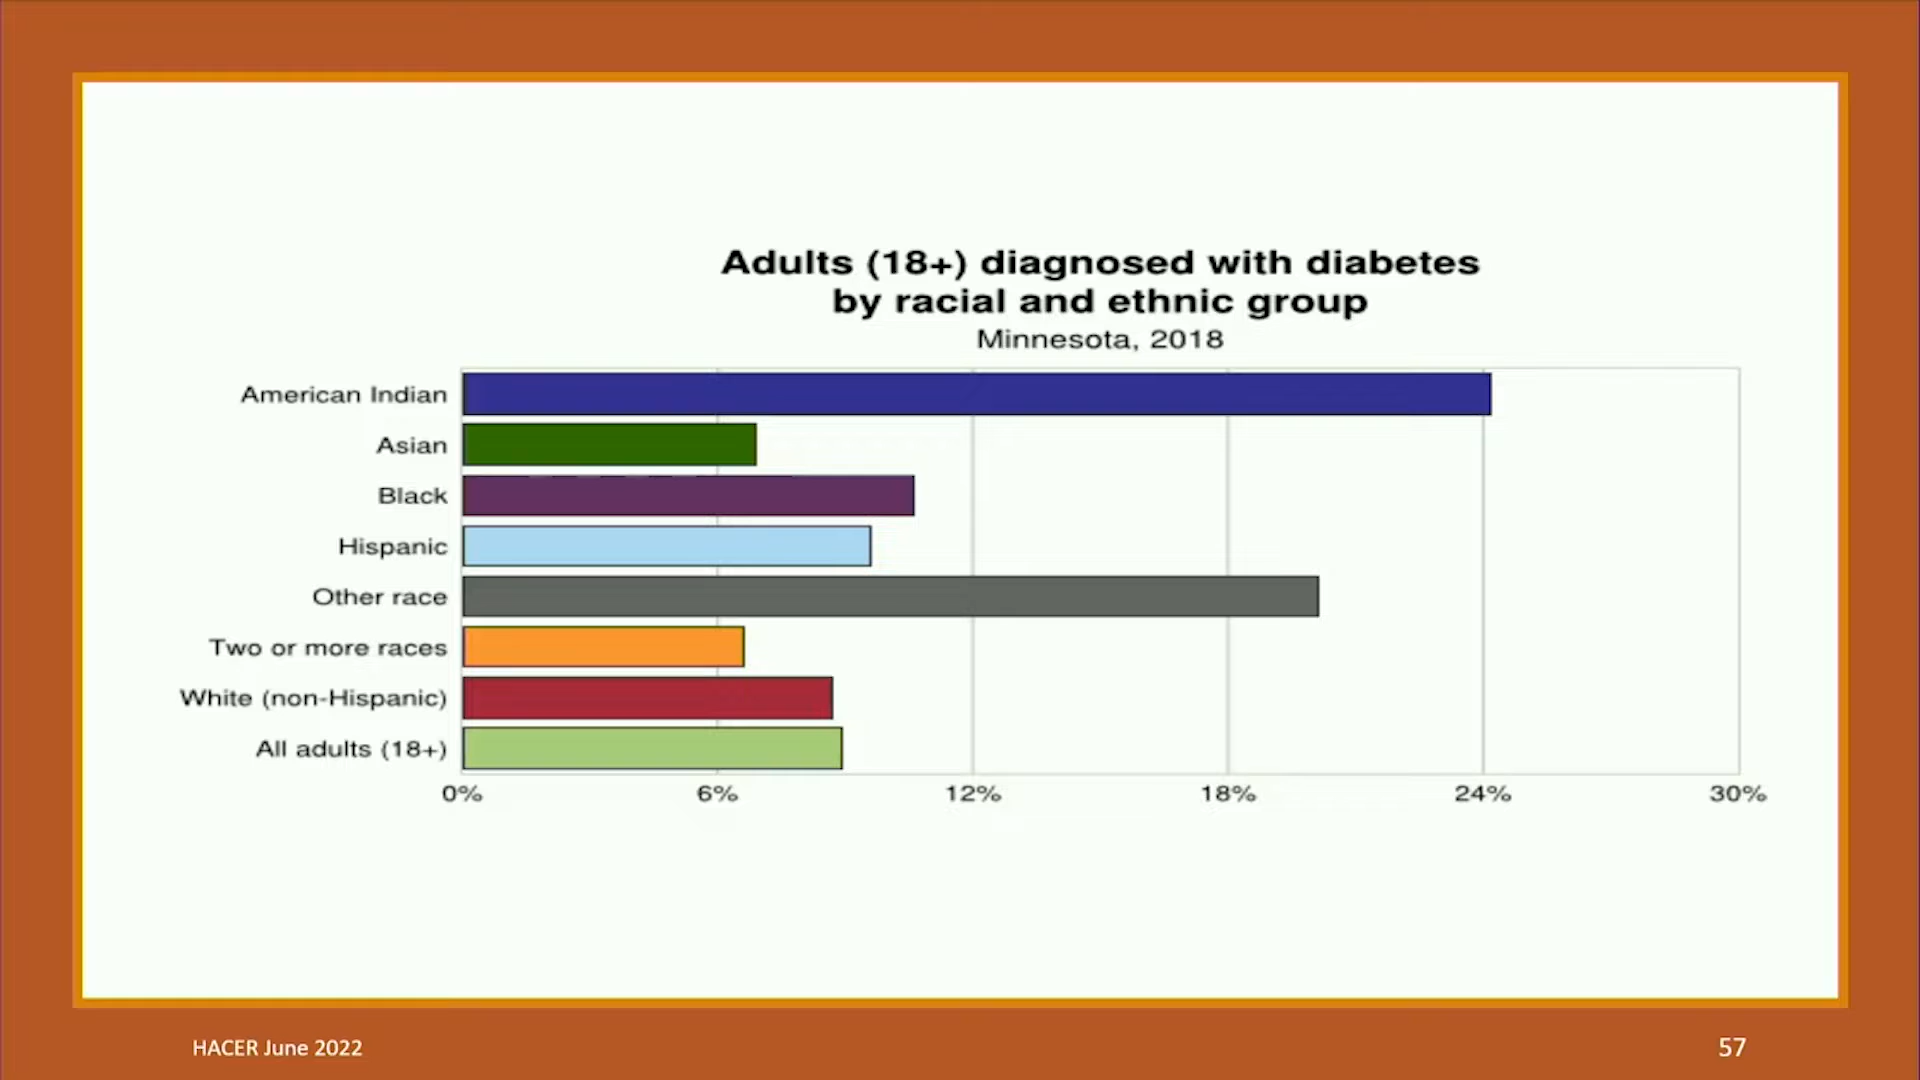 Adults (18+) diagnosed with diabetes
by racial and ethnic group
Minnesota, 2018
American Indian
Asian
Black
Hispanic
Other race
Two or more races
White (non-Hispanic)
All adults (18+)
0% 6% 12% 18% 24% 30%
HACER June 2022
57